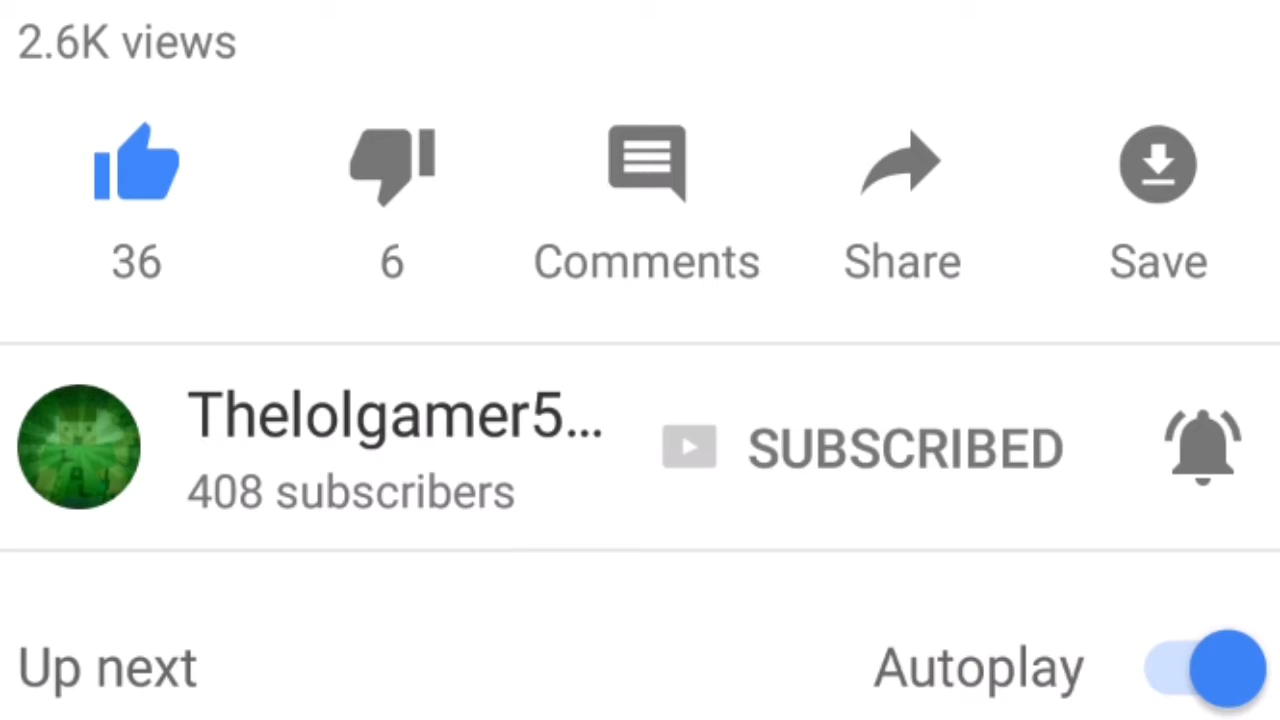 2.6K views
36 6 Comments Share Save
Thelolgamer5...
SUBSCRIBED
408 subscribers
Up next Autoplay